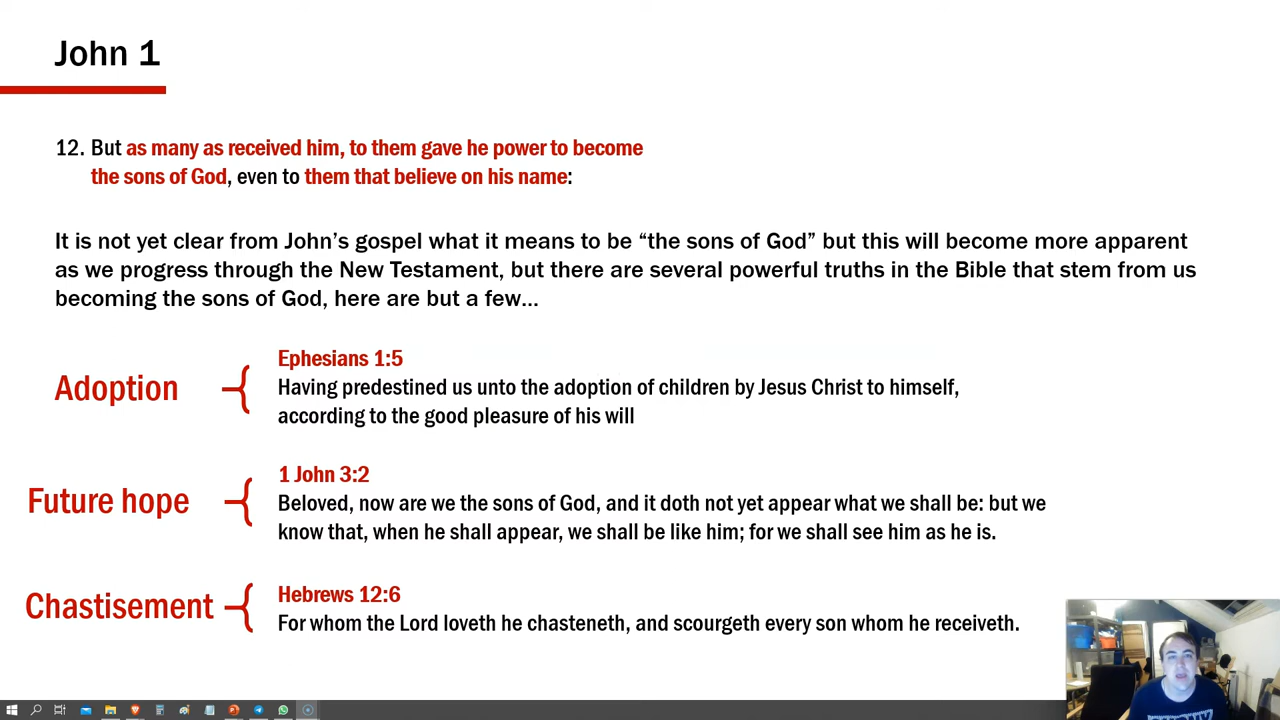 John 1
12. But as many as received him, to them gave he power to become
the sons of God, even to them that believe on his name:
It is not yet clear from John’s gospel what it means to be “the sons of God” but this will become more apparent
as we progress through the New Testament, but there are several powerful truths in the Bible that stem from us
becoming the sons of God, here are but a few...
Adoption
Ephesians 1:5
Having predestined us unto the adoption of children by Jesus Christ to himself,
according to the good pleasure of his will
Future hope
1 John 3:2
Beloved, now are we the sons of God, and it doth not yet appear what we shall be: but we
know that, when he shall appear, we shall be like him; for we shall see him as he is.
Chastisement
Hebrews 12:6
For whom the Lord loveth he chasteneth, and scourgeth every son whom he receiveth.